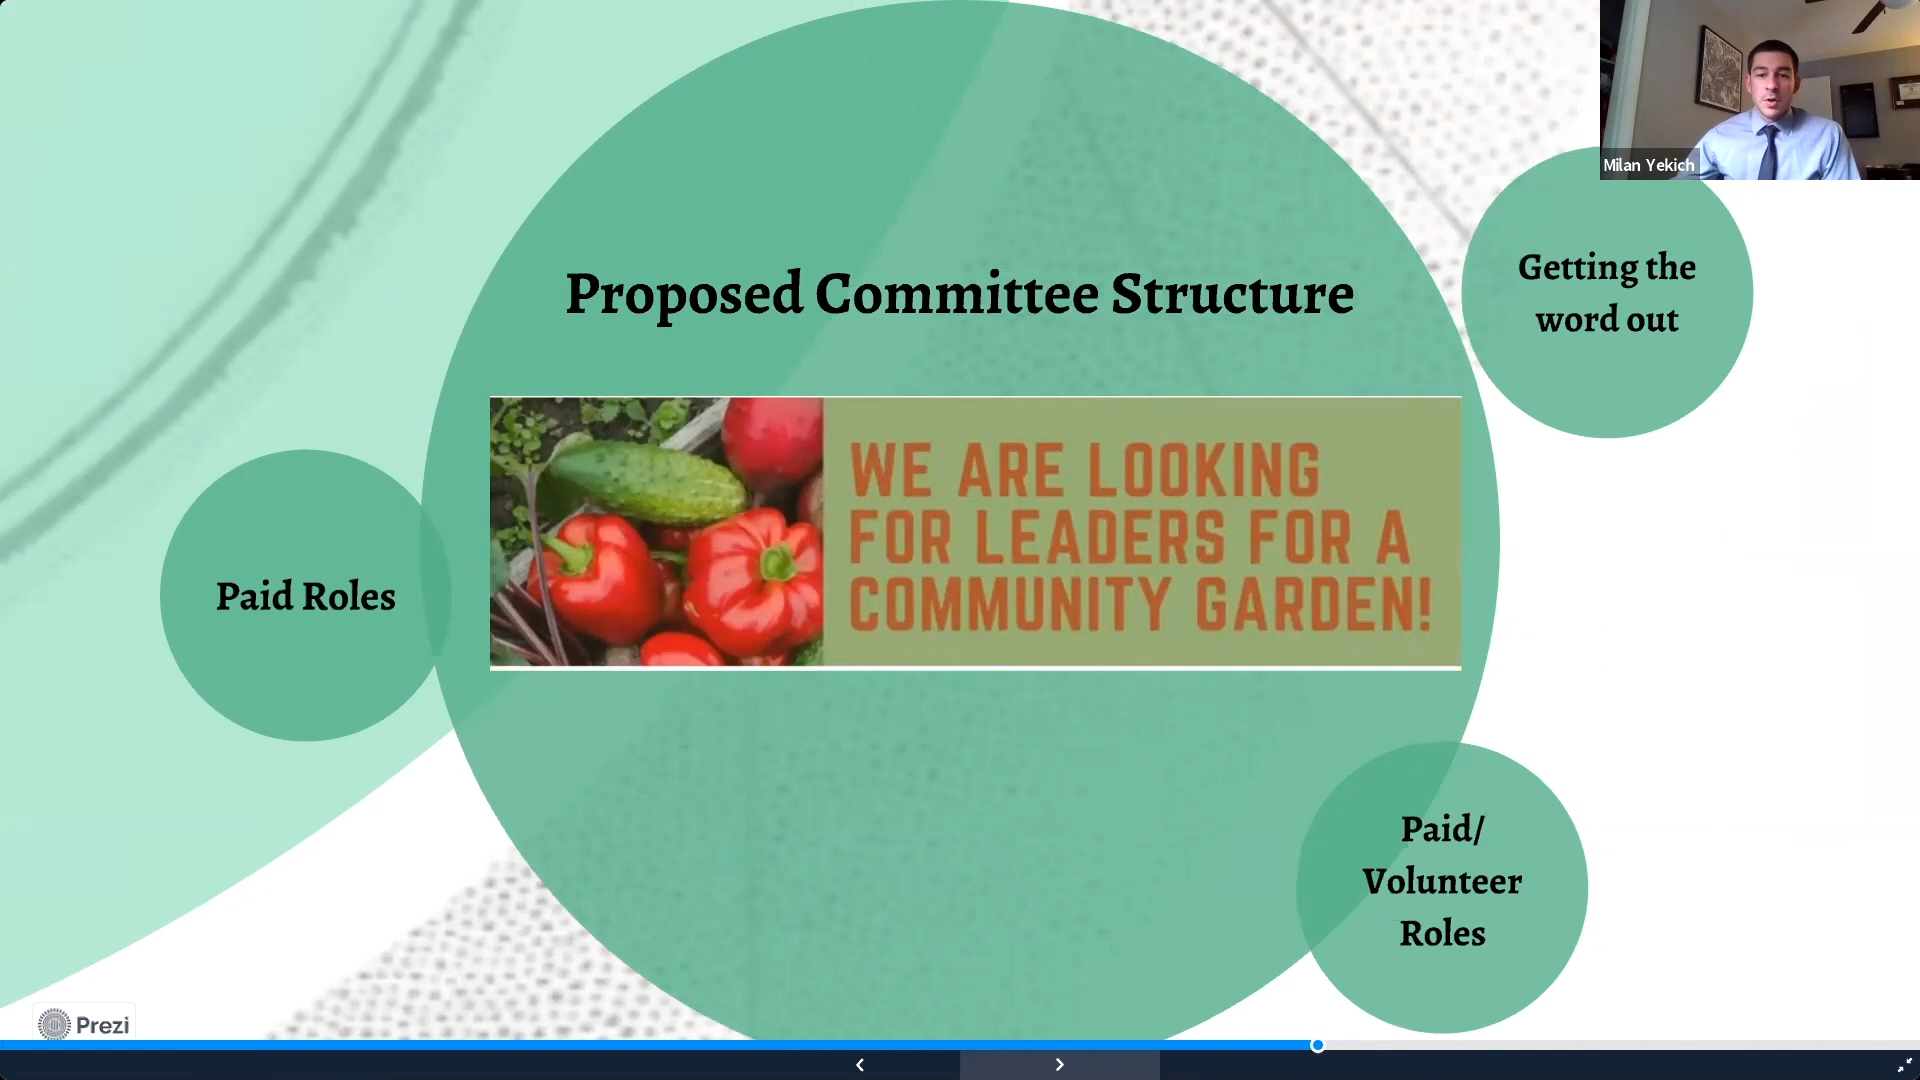 Milan Yekich
Proposed Committee Structure
Getting the
word out
WE ARE LOOKING
FOR LEADERS FOR A
COMMUNITY GARDEN!
Paid Roles
Paid/
Volunteer
Roles
Prezi